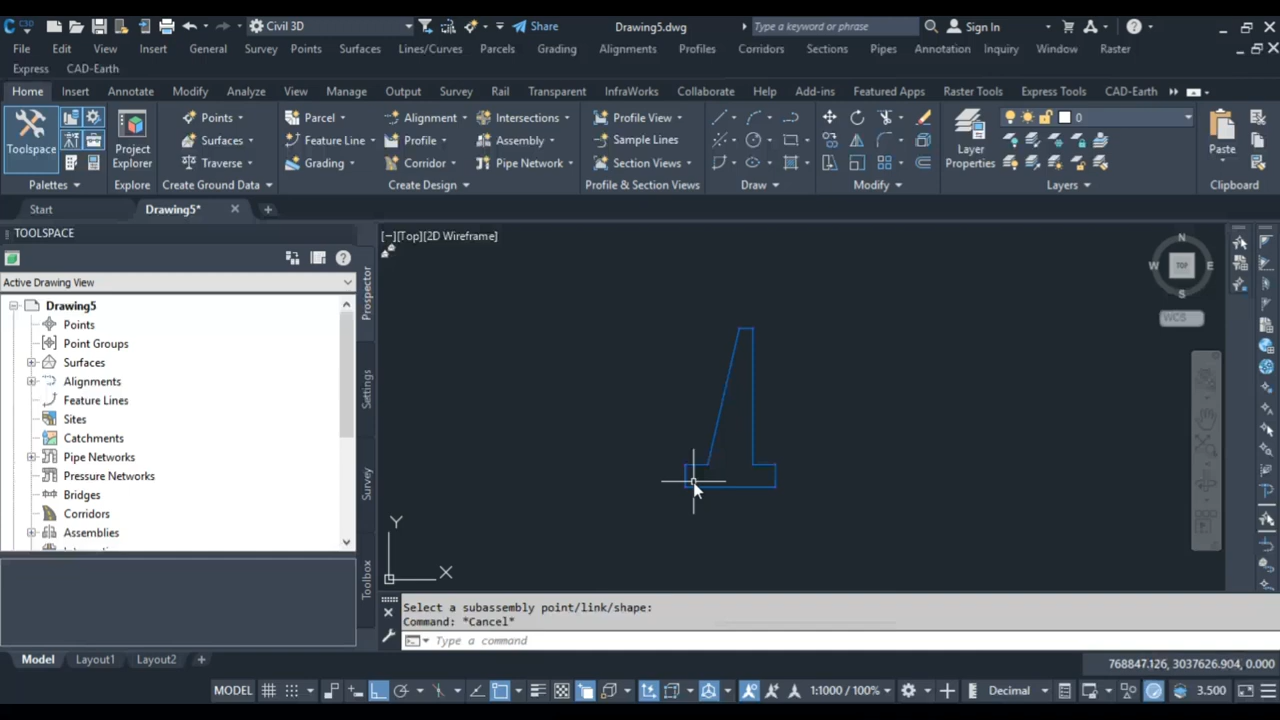 C3D
Civil 3D
Share
Drawing5.dwg
Type a keyword or phrase
Sign In
File Edit View Insert General Survey Points Surfaces Lines/Curves Parcels Grading Alignments Profiles Corridors Sections Pipes Annotation Inquiry Window Raster
Express CAD-Earth
Home Insert Annotate Modify Analyze View Manage Output Survey Rail Transparent InfraWorks Collaborate Help Add-ins Featured Apps Raster Tools Express Tools CAD-Earth
Points Parcel Alignment Intersections Profile View 0
Toolspace Project Explorer Surfaces Feature Line Profile Assembly Sample Lines Layer Properties Paste
Traverse Grading Corridor Pipe Network Section Views
Palettes Explore Create Ground Data Create Design Profile & Section Views Draw Modify Layers Clipboard
Start Drawing5*
TOOLSPACE
[−][Top][2D Wireframe]
Active Drawing View
Drawing5
Points
Point Groups
Surfaces
Alignments
Feature Lines
Sites
Catchments
Pipe Networks
Pressure Networks
Bridges
Corridors
Assemblies
Prospector
Settings
Survey
Toolbox
N
W TOP E
S
WCS
Y
X
Select a subassembly point/link/shape:
Command: *Cancel*
Type a command
Model Layout1 Layout2
768847.126, 3037626.904, 0.000
MODEL 1:1000 / 100% Decimal 3.500